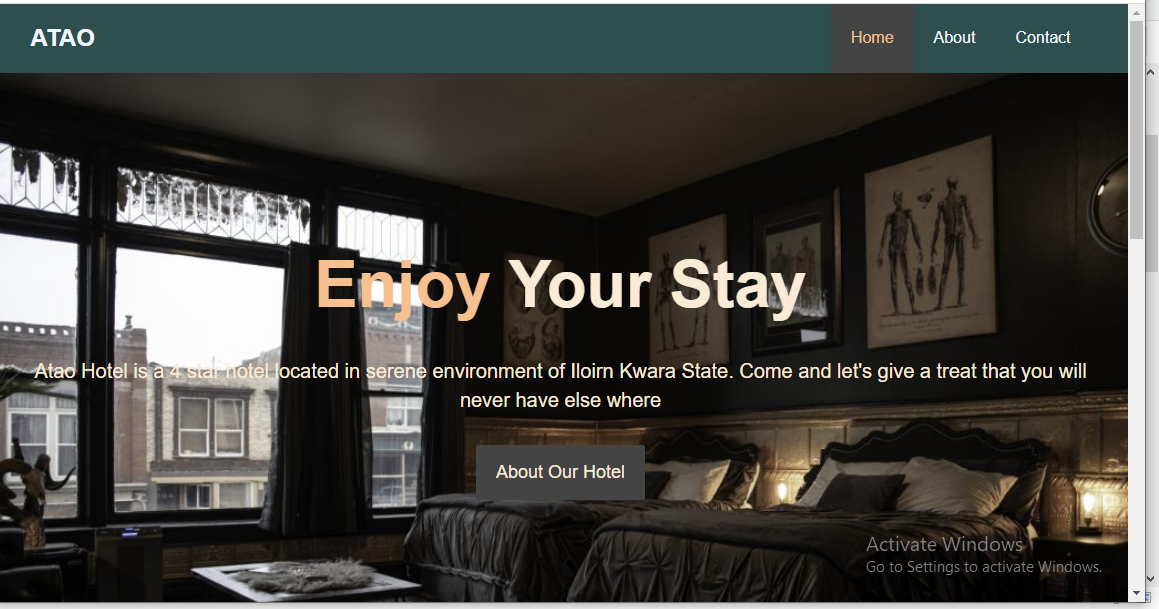 ATAO
Home About Contact
Enjoy Your Stay
Atao Hotel is a 4 star hotel located in serene environment of Iloirn Kwara State. Come and let's give a treat that you will
never have else where
About Our Hotel
Activate Windows
Go to Settings to activate Windows.